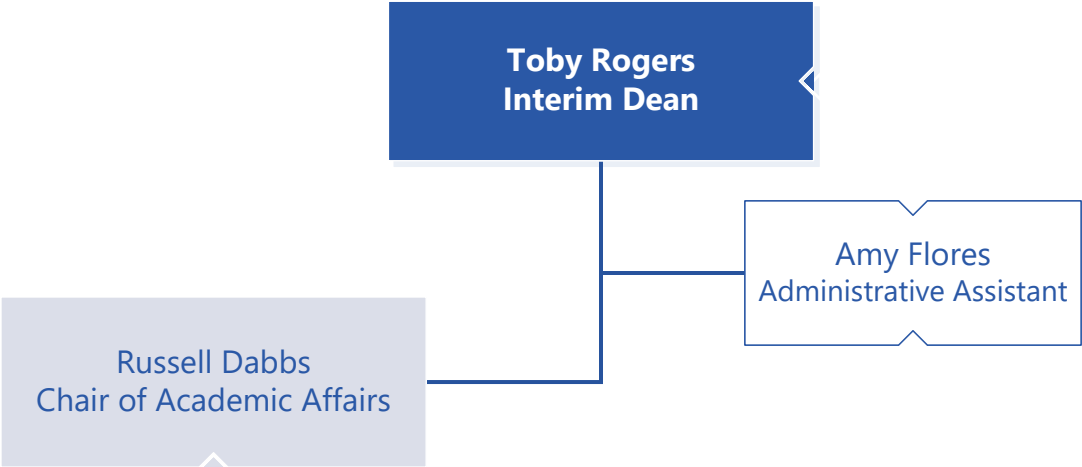 Toby Rogers
Interim Dean
Amy Flores
Administrative Assistant
Russell Dabbs
Chair of Academic Affairs